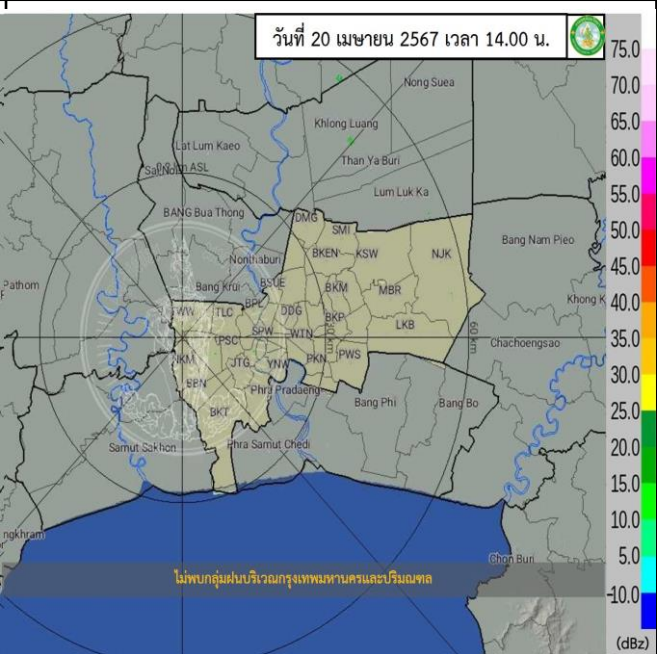 วันที่ 20 เมษายน 2567 เวลา 14.00 น.
75.0
70.0
65.0
60.0
55.0
50.0
45.0
40.0
35.0
30.0
25.0
20.0
15.0
10.0
5.0
-10.0
(dBz)
Nong Suea
Khlong Luang
Lat Lum Kaeo
Than Ya Buri
Lum Luk Ka
BANG Bua Thong
DMG
SMI
BKEN
KSW
NJK
Bang Nam Pieo
Nonthaburi
Bang Krui
BSUE
BKM
MBR
Pathom
Khong K
BPL
TLC
DDG
BKP
LKB
SPW
WTN
60 km
Chachoengsao
PSC
JTG
YNW
PKN
PWS
Phra Pradaeng
BKT
Bang Phi
Bang Bo
Samut Sakhon
Phra Samut Chedi
ngkhram
Chon Buri
ไม่พบกลุ่มฝนบริเวณกรุงเทพมหานครและปริมณฑล